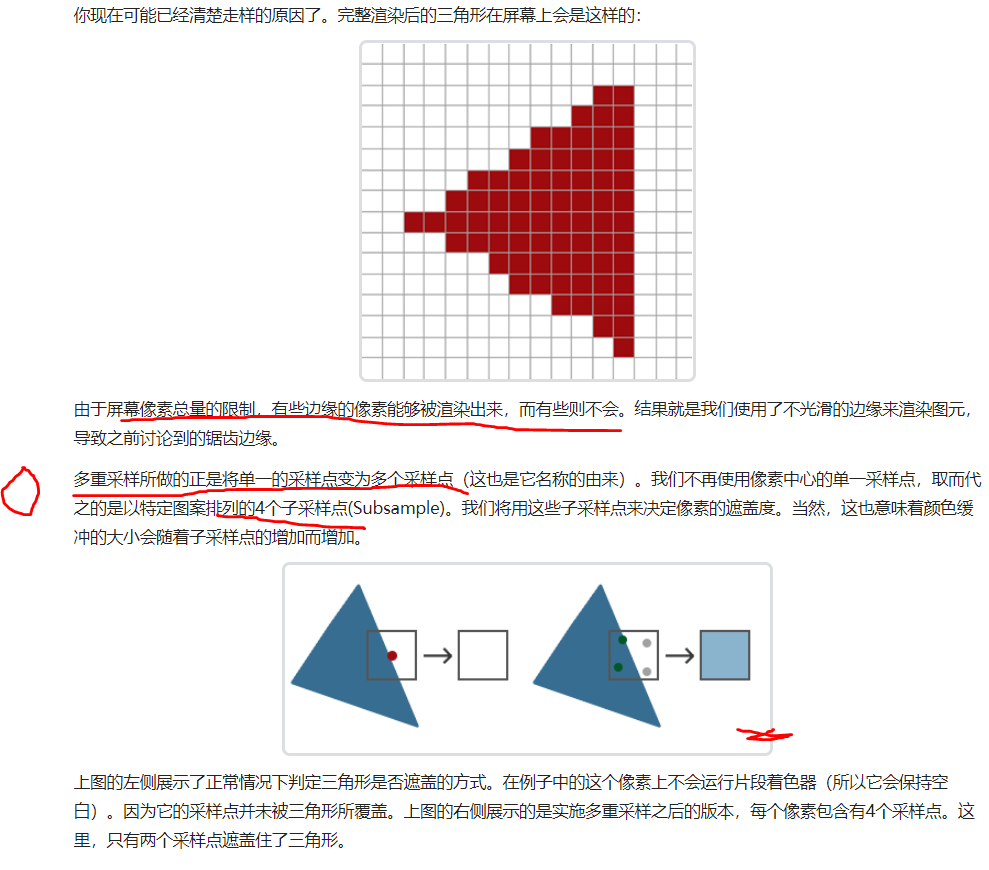 你现在可能已经清楚走样的原因了。完整渲染后的三角形在屏幕上会是这样的：
由于屏幕像素总量的限制，有些边缘的像素能够被渲染出来，而有些则不会。结果就是我们使用了不光滑的边缘来渲染图元，
导致之前讨论到的锯齿边缘。
多重采样所做的正是将单一的采样点变为多个采样点（这也是它名称的由来）。我们不再使用像素中心的单一采样点，取而代
之的是以特定图案排列的4个子采样点(Subsample)。我们将用这些子采样点来决定像素的遮盖度。当然，这也意味着颜色缓
冲的大小会随着子采样点的增加而增加。
上图的左侧展示了正常情况下判定三角形是否遮盖的方式。在例子中的这个像素上不会运行片段着色器（所以它会保持空
白）。因为它的采样点并未被三角形所覆盖。上图的右侧展示的是实施多重采样之后的版本，每个像素包含有4个采样点。这
里，只有两个采样点遮盖住了三角形。